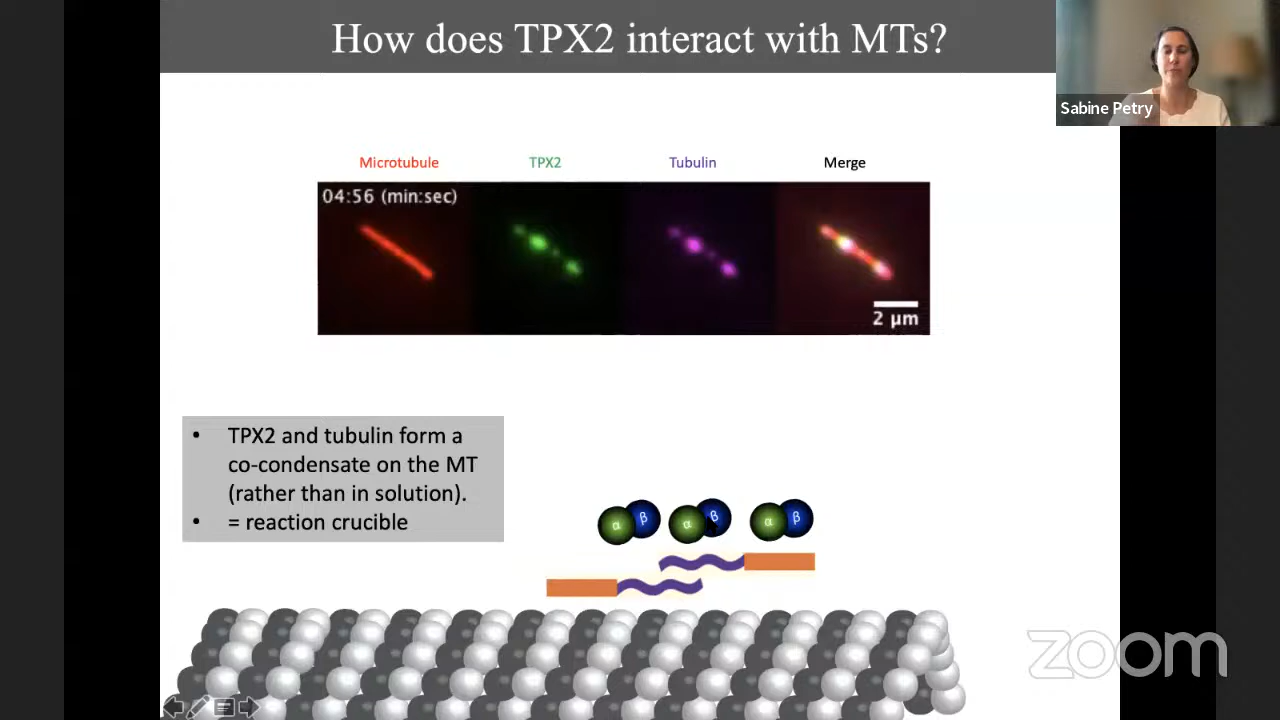 How does TPX2 interact with MTs?
Sabine Petry
Microtubule
TPX2
Tubulin
Merge
04:56 (min:sec)
2 µm
• TPX2 and tubulin form a
co-condensate on the MT
(rather than in solution).
• = reaction crucible
α β α β α β
zoom